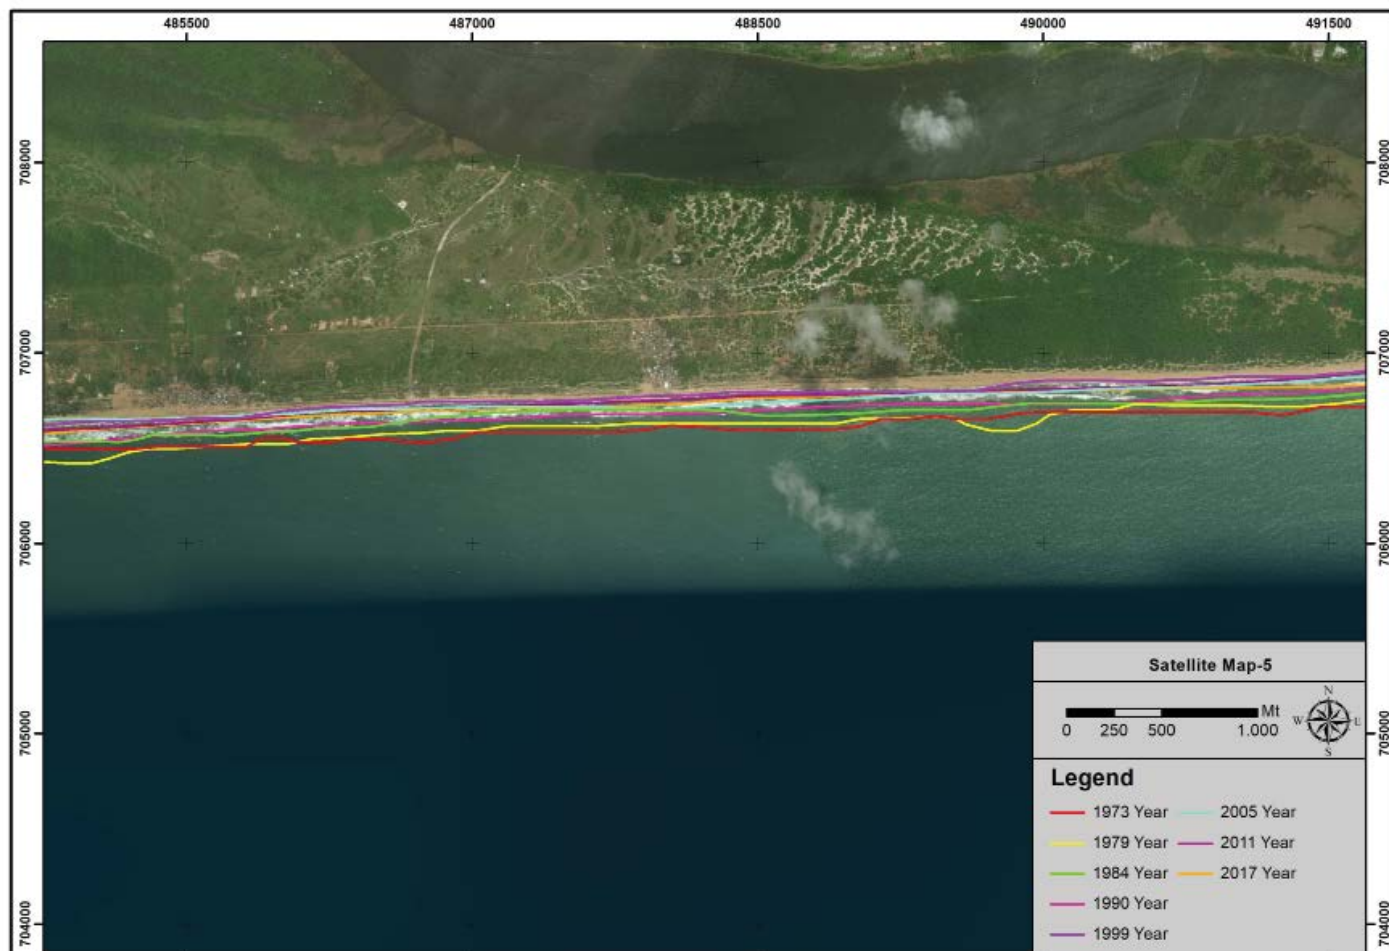 485500 487000 488500 490000 491500
708000 708000
707000 707000
706000 706000
705000 705000
704000 704000
Satellite Map-5
Mt
0 250 500 1.000
N
W E
S
Legend
1973 Year 2005 Year
1979 Year 2011 Year
1984 Year 2017 Year
1990 Year
1999 Year